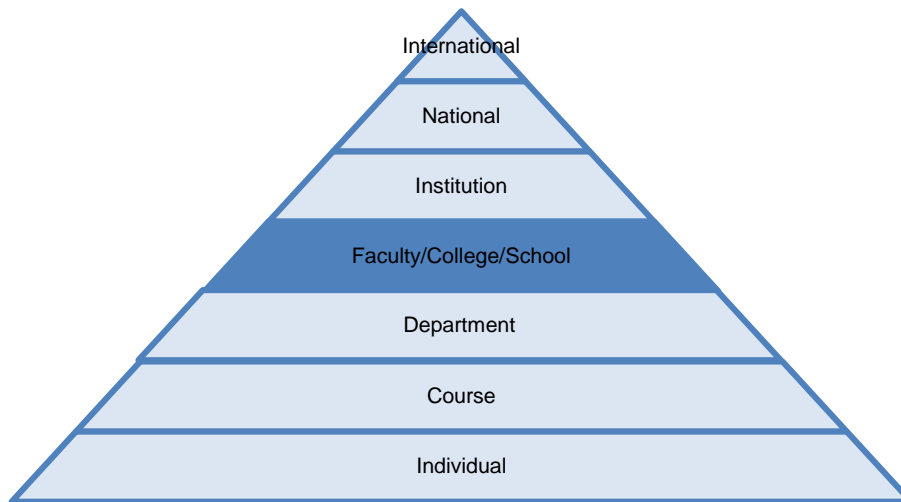 International
National
Institution
Faculty/College/School
Department
Course
Individual